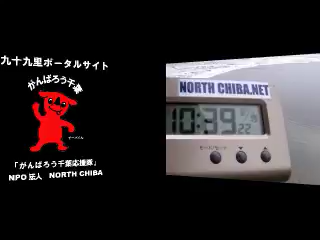 九十九里ポータルサイト
がんばろう千葉
「がんばろう千葉応援隊」
NPO 法人 NORTH CHIBA
NORTH CHIBA.NET
10:39 22